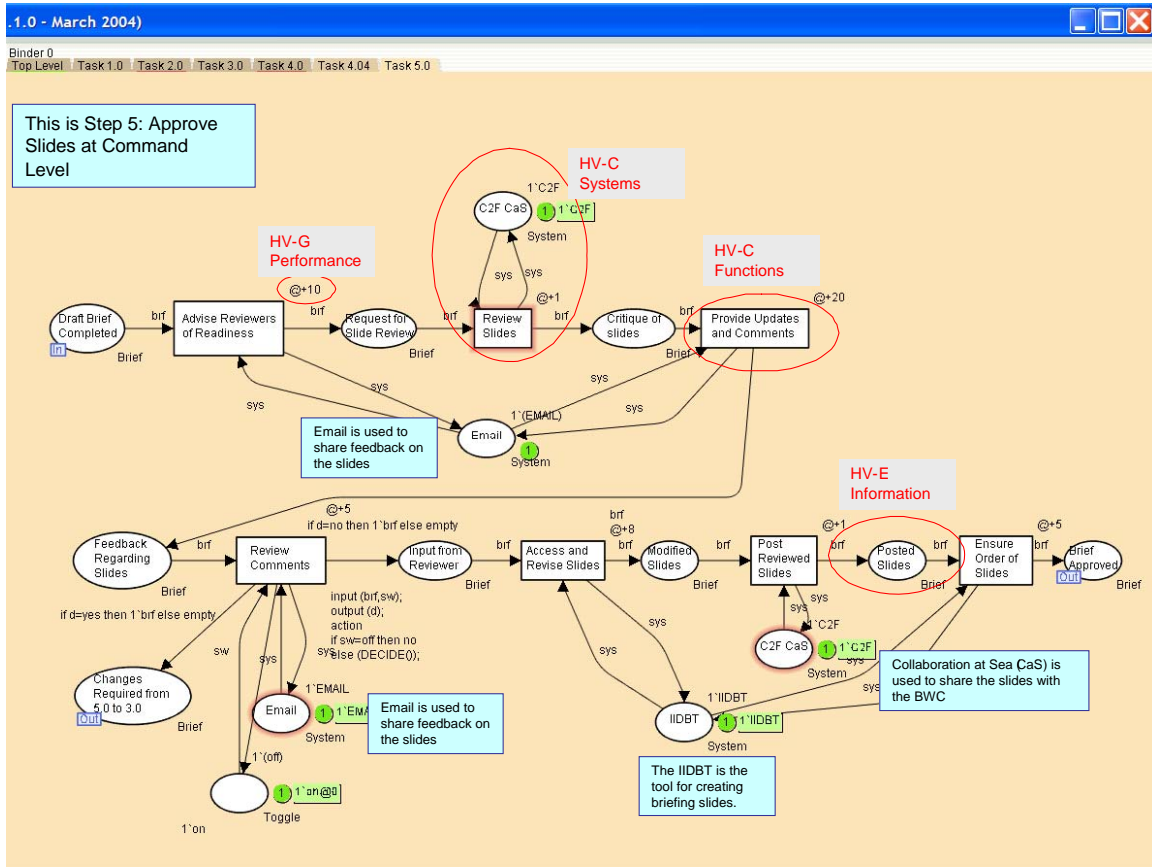 .1.0 - March 2004)
Binder 0
Top Level Task 1.0 Task 2.0 Task 3.0 Task 4.0 Task 4.04 Task 5.0
This is Step 5: Approve
Slides at Command
Level
HV-C
Systems
1`C2F
C2F CaS
1
1`C2F
System
HV-G
Performance
HV-C
Functions
sys
sys
@+10
@+1
@+20
Draft Brief
Completed
In
Brief
brf
Advise Reviewers
of Readiness
brf
Request for
Slide Review
Brief
brf
Review
Slides
brf
Critique of
slides
Brief
brf
Provide Updates
and Comments
sys
sys
sys
sys
1`(EMAIL)
Email
1
System
Email is used to
share feedback on
the slides
HV-E
Information
@+5
if d=no then 1`brf else empty
brf
@+8
@+1
@+5
Feedback
Regarding
Slides
Brief
brf
Review
Comments
Input from
Reviewer
Brief
brf
Access and
Revise Slides
brf
Modified
Slides
Brief
brf
Post
Reviewed
Slides
brf
Posted
Slides
Brief
brf
Ensure
Order of
Slides
brf
Brief
Approved
Out
Brief
if d=yes then 1`brf else empty
input (brf,sw);
output (d);
action
if sw=off then no
else (DECIDE());
sw
sys
sys
sys
sys
sys
sys
1`C2F
C2F CaS
1
1`C2F
System
sys
sys
Collaboration at Sea (CaS) is
used to share the slides with
the BWC
Changes
Required from
5.0 to 3.0
Out
Brief
1`EMAIL
Email
1
System
Email is used to
share feedback on
the slides
1`IIDBT
IIDBT
1
1`IIDBT
System
The IIDBT is the
tool for creating
briefing slides.
1`(off)
1
Toggle
1`on